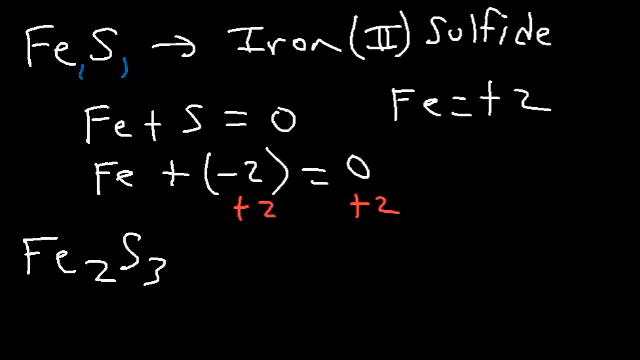 Fe₁S₁ → Iron (II) Sulfide
Fe + S = 0
Fe = +2
Fe + (-2) = 0
+2 +2
Fe₂S₃